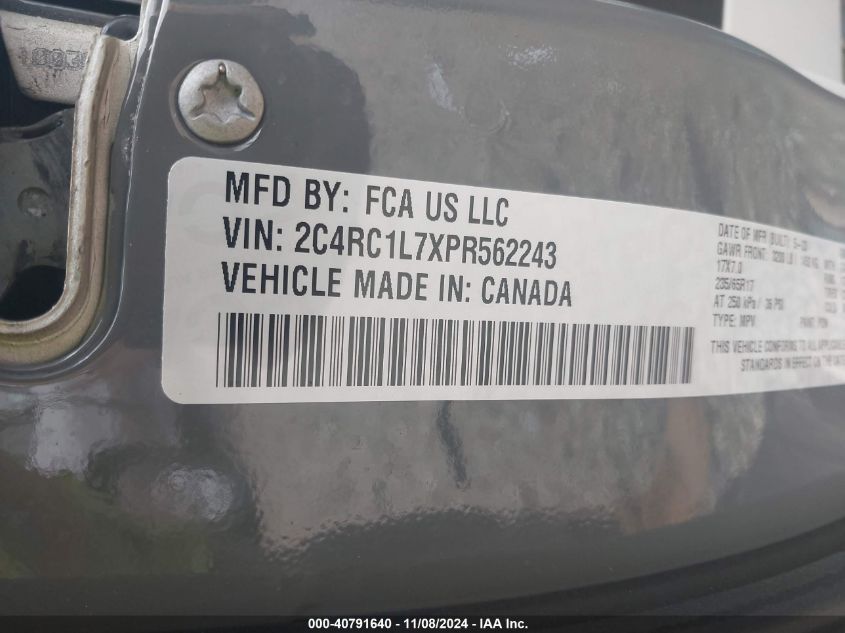 MFD BY: FCA US LLC
VIN: 2C4RC1L7XPR562243
VEHICLE MADE IN: CANADA
DATE OF MFR (BUILT):
GAWR FRONT:
17X7.0
235/65R17
AT 250 kPa / 36 PSI
TYPE: MPV
THIS VEHICLE CONFORMS TO ALL APPLICABLE
STANDARDS IN EFFECT ON THE
000-40791640 - 11/08/2024 - IAA Inc.